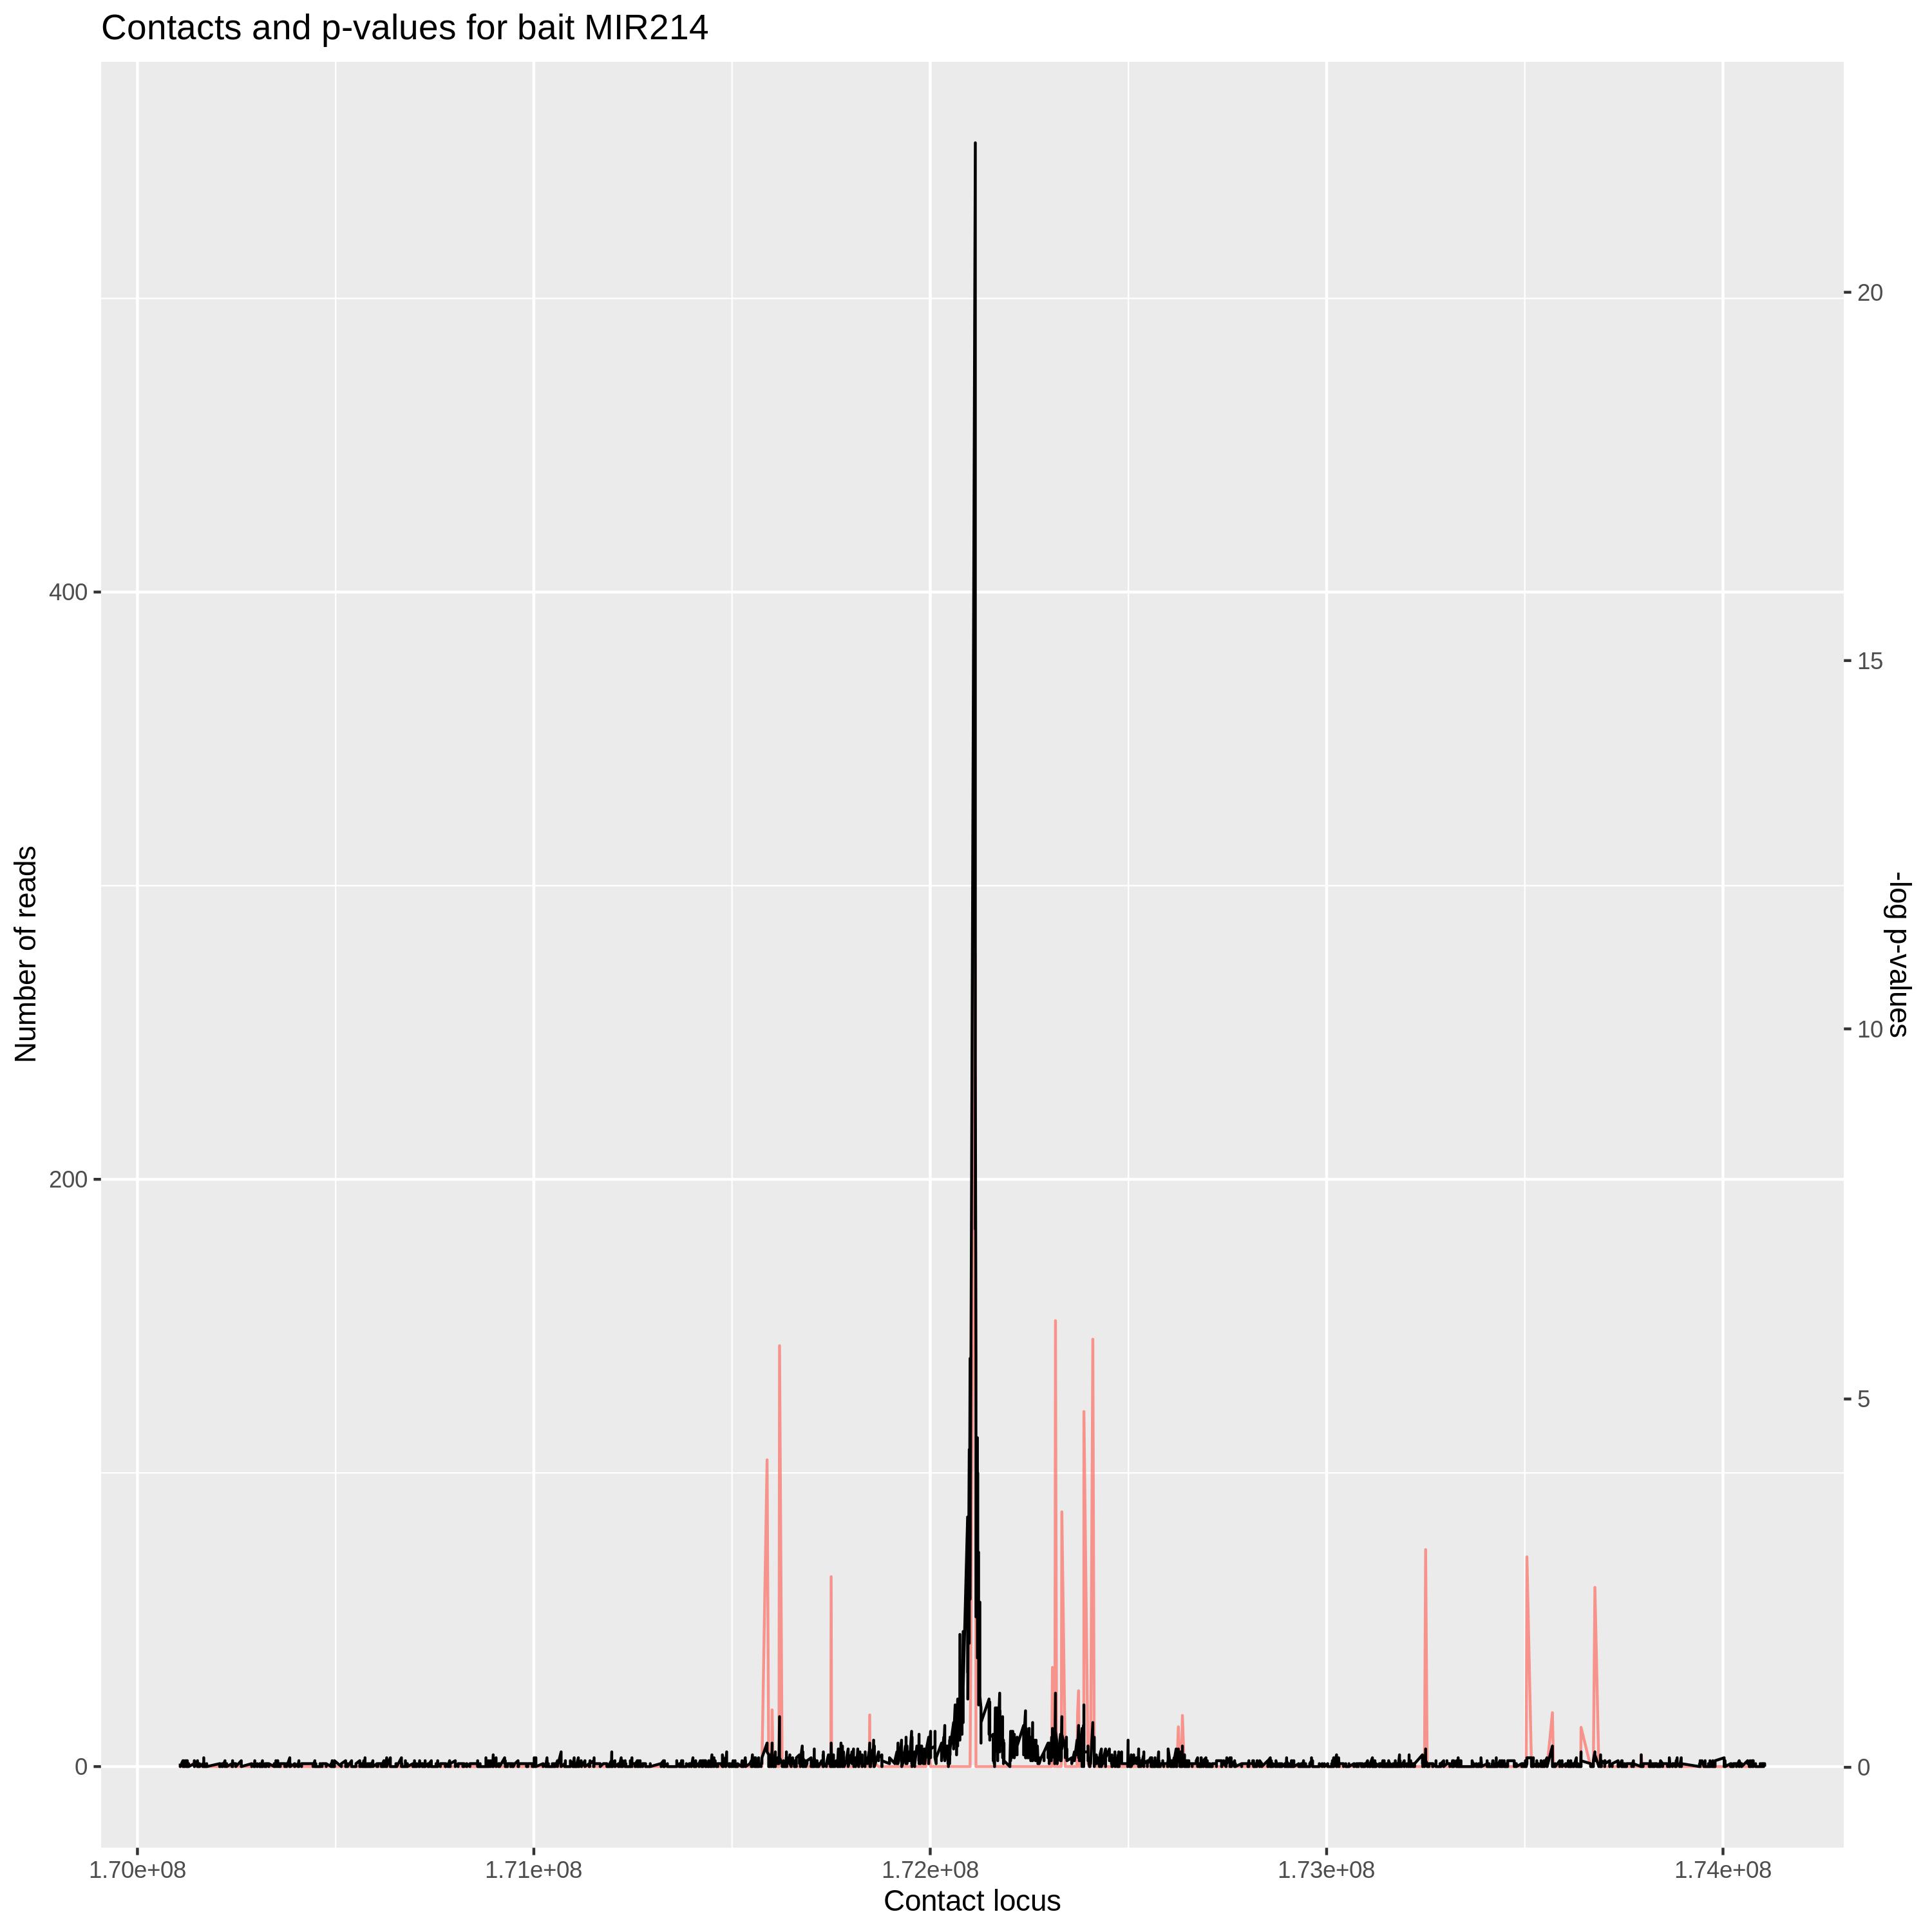 Contacts and p-values for bait MIR214
Number of reads
400
200
0
20
15
10
5
0
-log p-values
1.70e+08
1.71e+08
1.72e+08
1.73e+08
1.74e+08
Contact locus